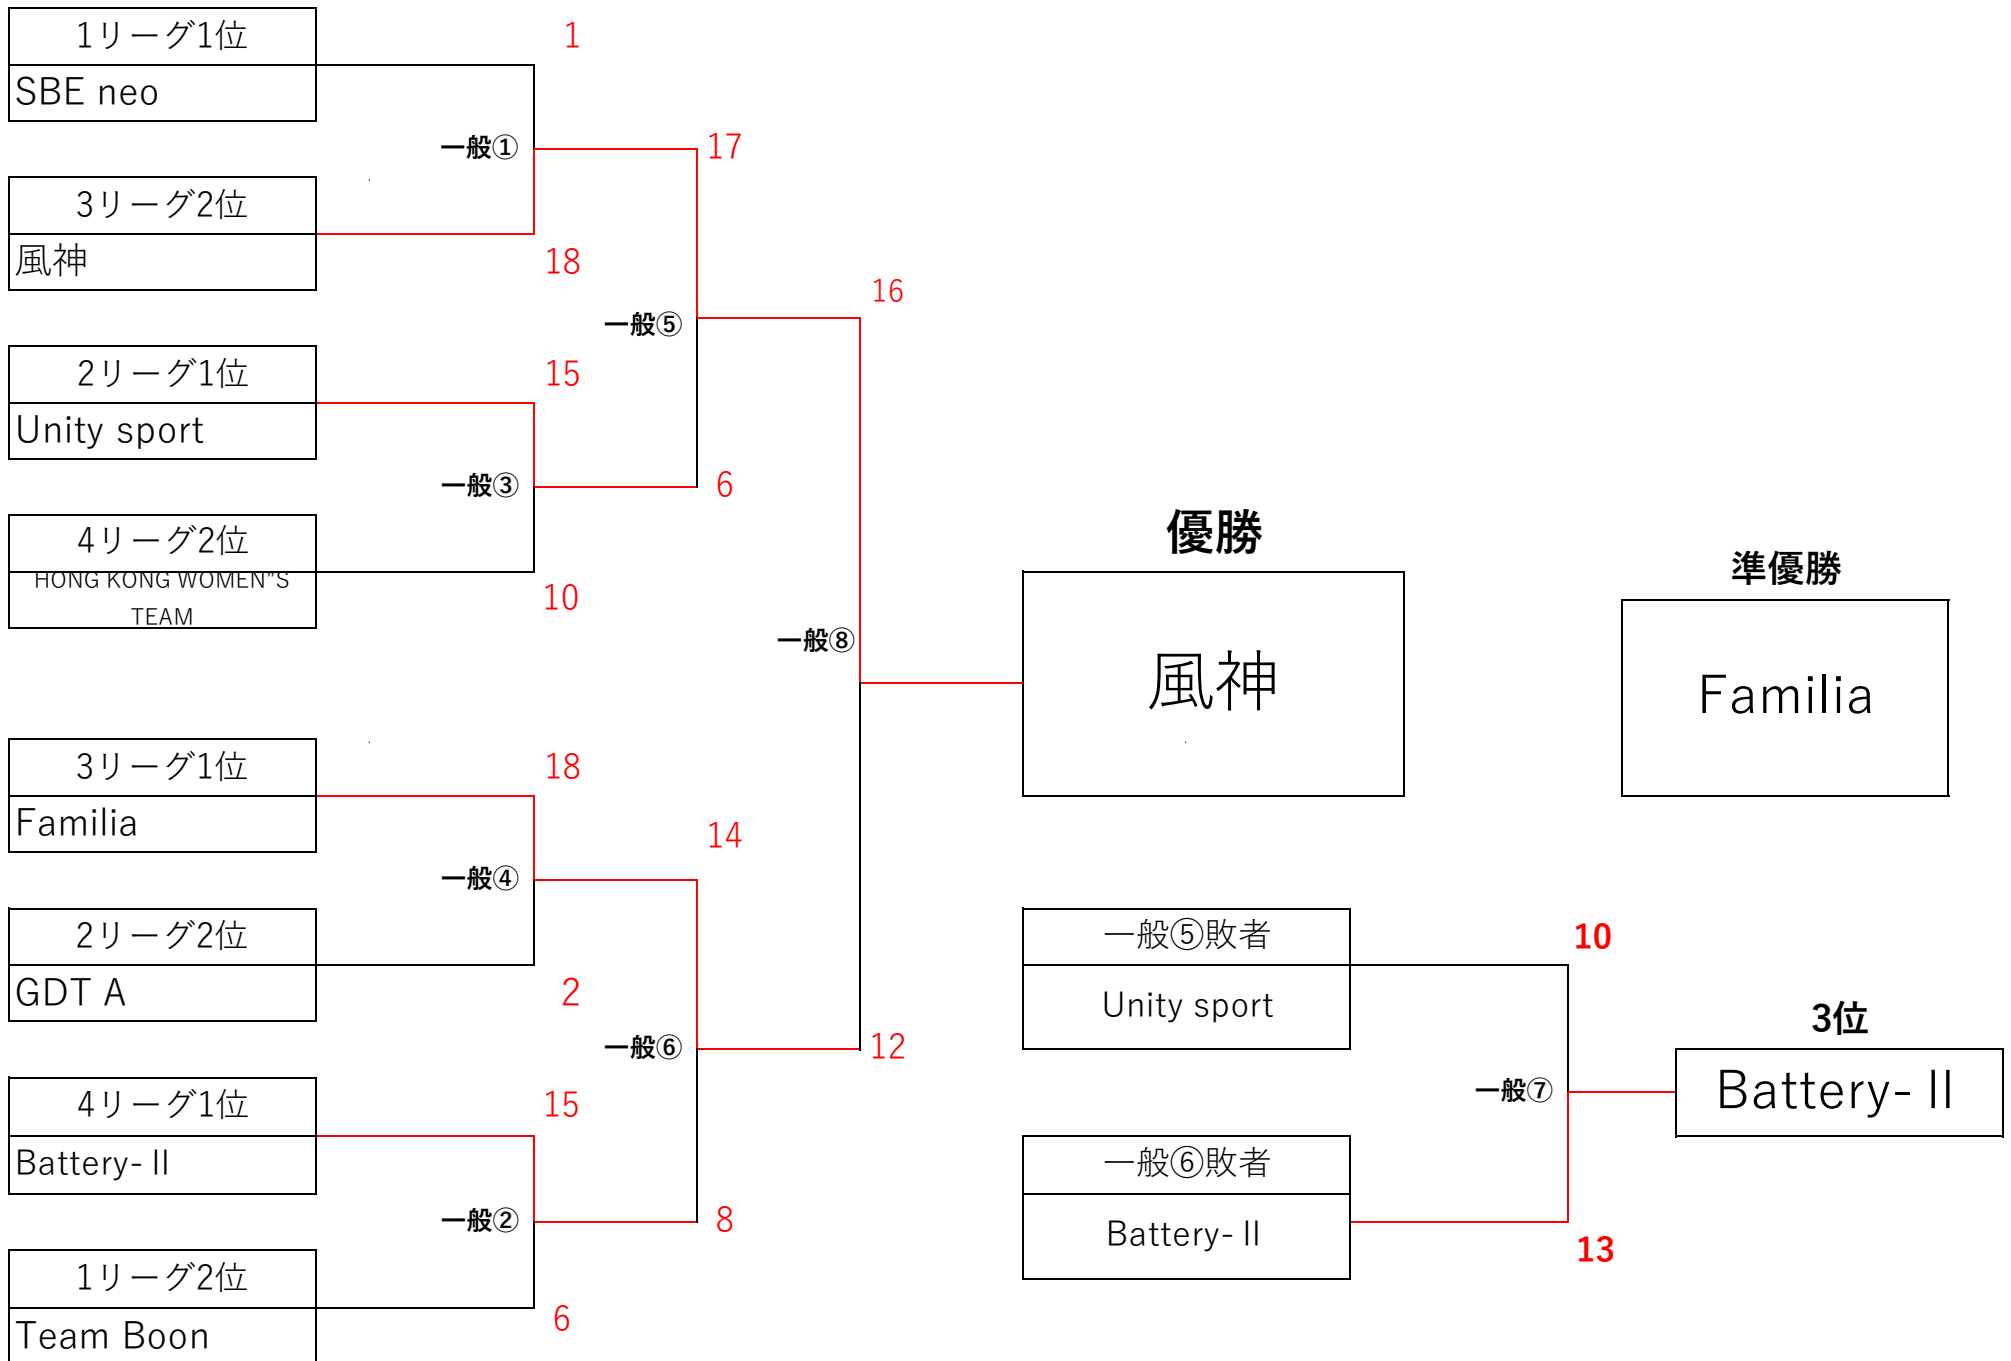 1リーグ1位
1
SBE neo
一般①
17
3リーグ2位
風神
18
16
一般⑤
2リーグ1位
15
Unity sport
一般③
6
4リーグ2位
HONG KONG WOMEN”S
TEAM
10
優勝
準優勝
一般⑧
風神
Familia
3リーグ1位
18
Familia
14
一般④
2リーグ2位
GDT A
2
一般⑥
12
一般⑤敗者
10
Unity sport
3位
4リーグ1位
15
Battery-Ⅱ
一般⑦
Battery-Ⅱ
一般⑥敗者
Battery-Ⅱ
13
一般②
8
1リーグ2位
Team Boon
6